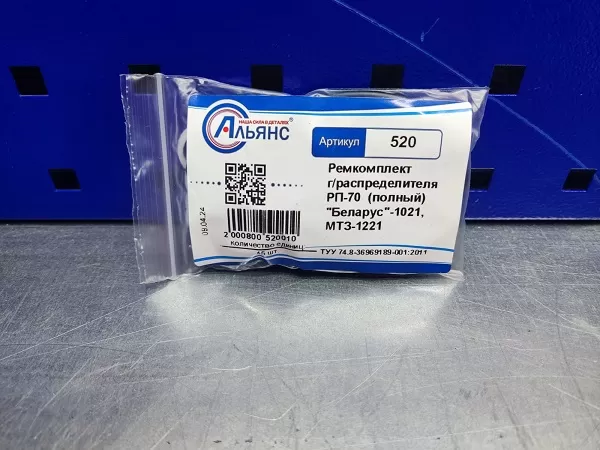 НАША СИЛА В ДЕТАЛЯХ
АЛЬЯНС®
Артикул 520
Ремкомплект
г/распределителя
РП-70 (полный)
"Беларус"-1021,
МТЗ-1221
09.04.24
2 000800 520010
количество единиц
шт
ТУУ 74.8-36969189-001:2011